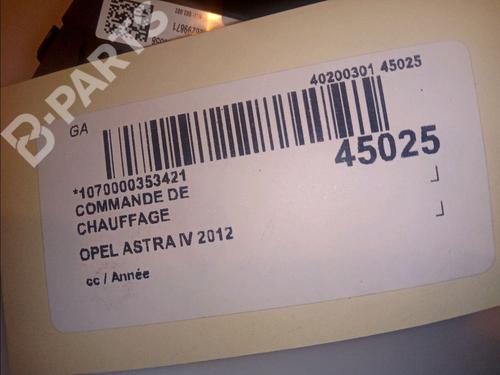 B-PARTS
GA
40200301 45025
45025
*1070000353421
COMMANDE DE
CHAUFFAGE
OPEL ASTRA IV 2012
cc / Année